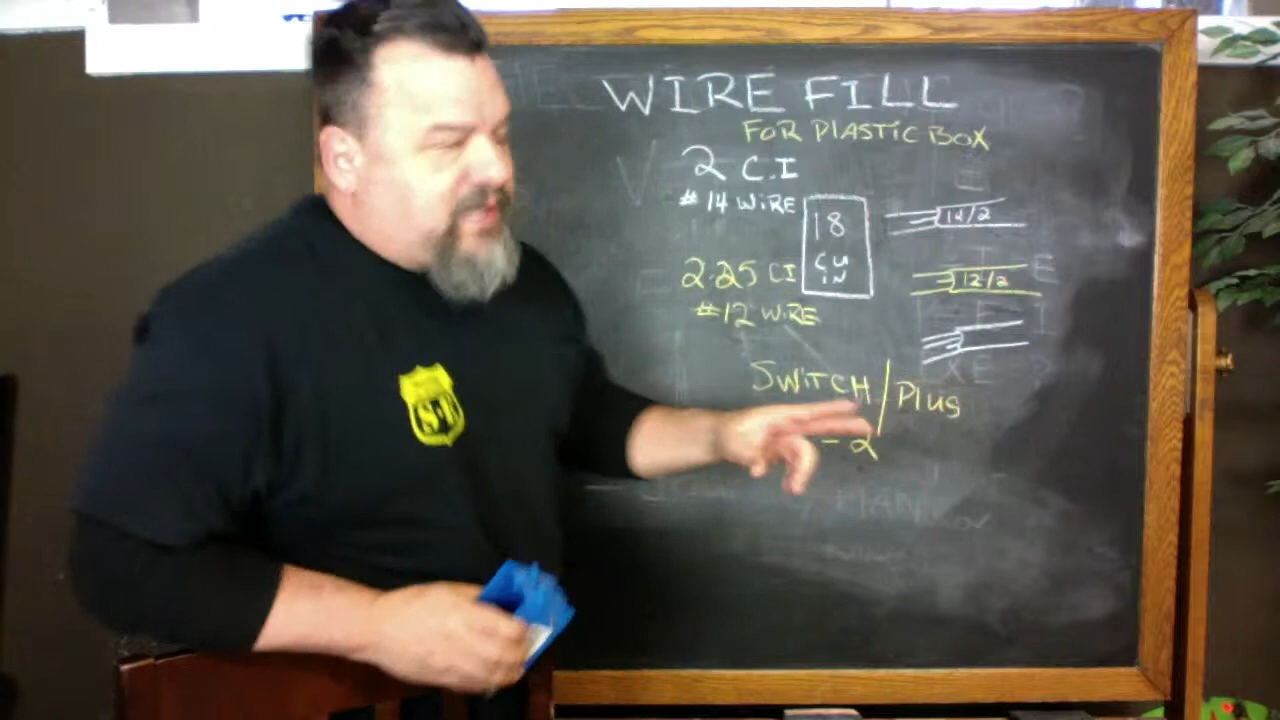 WIRE FILL
FOR PLASTIC BOX
2 C.I
#14 WIRE
18
CU
IN
14/2
2.25 CI
#12 WIRE
12/2
SWITCH / Plug
- 2